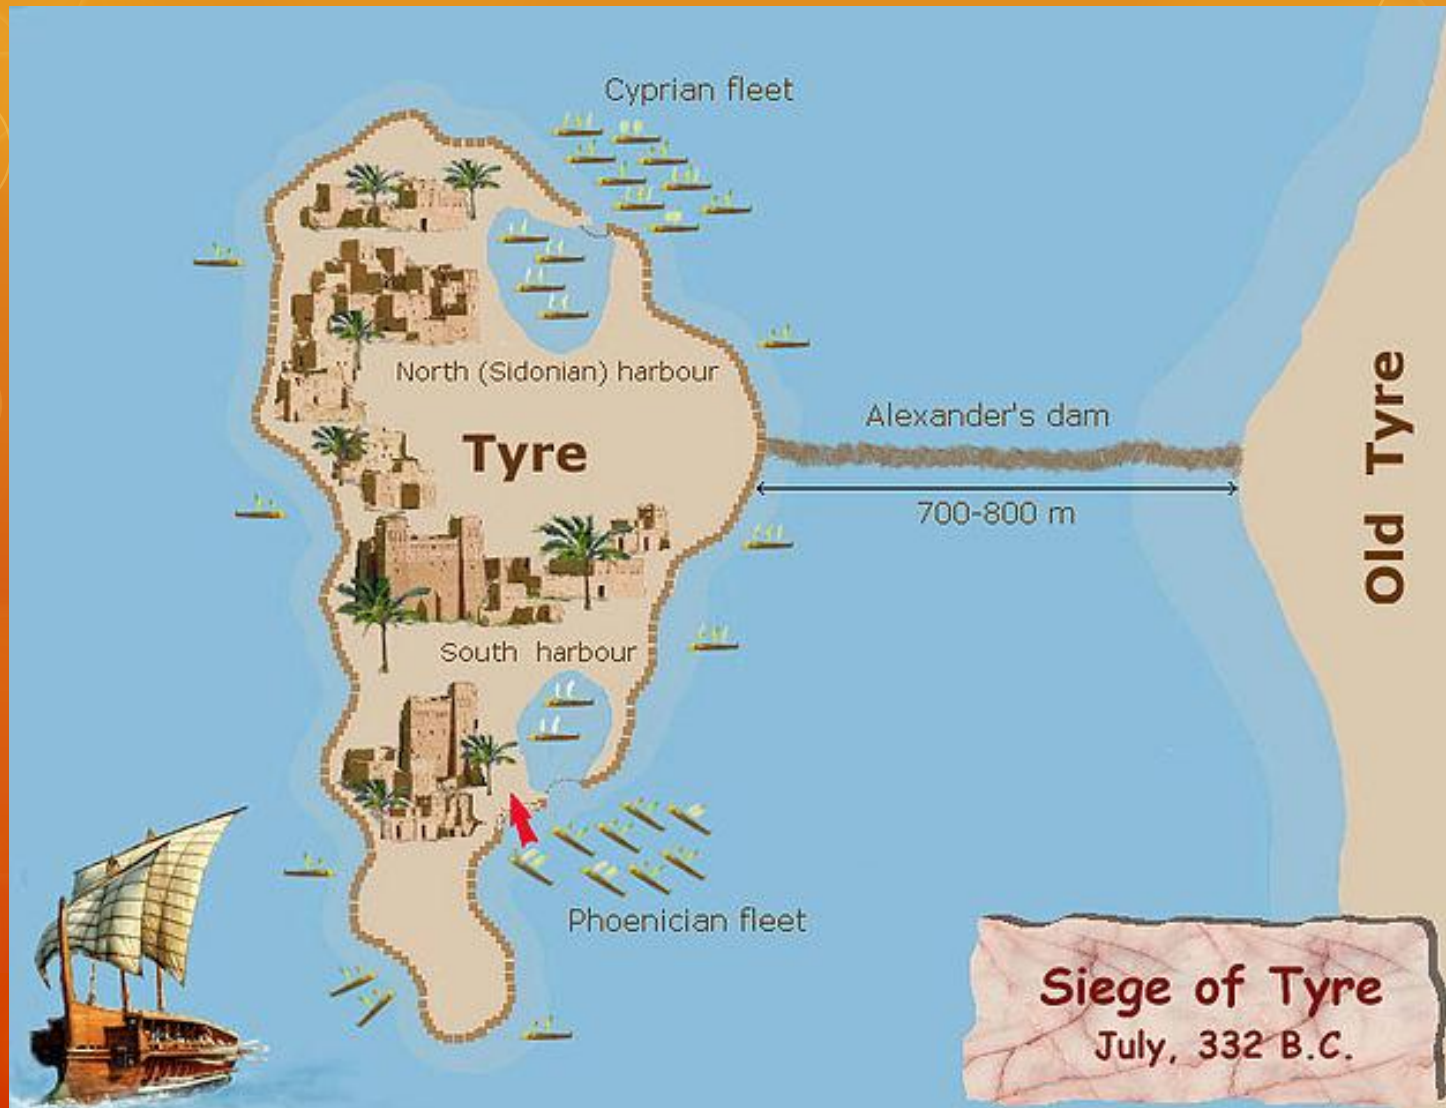 Cyprian fleet
North (Sidonian) harbour
Tyre
Alexander's dam
700-800 m
Old Tyre
South harbour
Phoenician fleet
Siege of Tyre
July, 332 B.C.